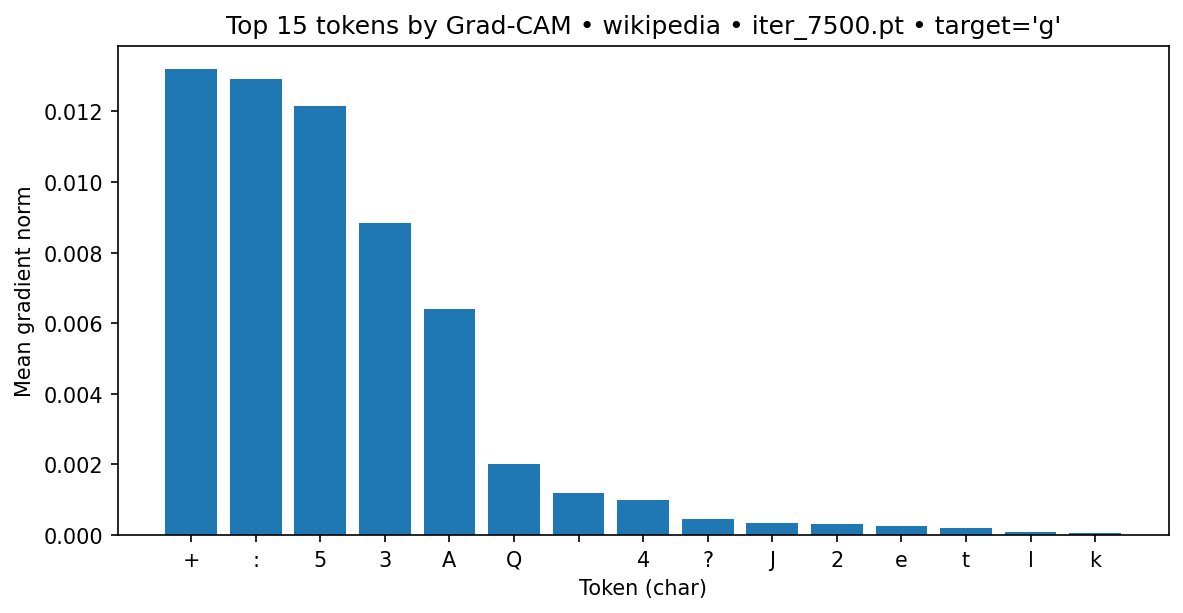 Top 15 tokens by Grad-CAM • wikipedia • iter_7500.pt • target='g'
Mean gradient norm
0.012
0.010
0.008
0.006
0.004
0.002
0.000
+ : 5 3 A Q 4 ? J 2 e t l k
Token (char)